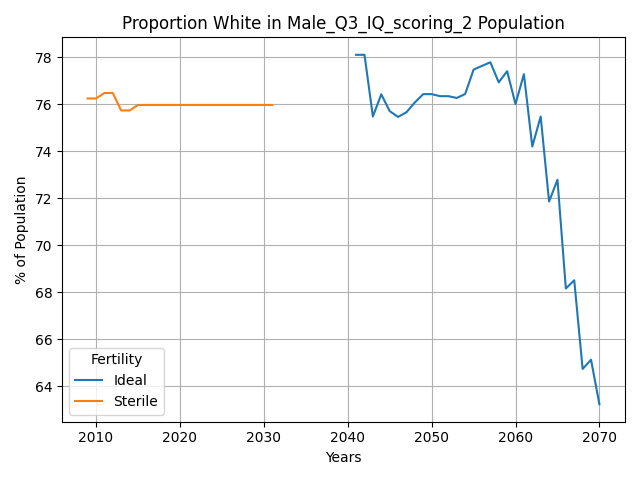 Proportion White in Male_Q3_IQ_scoring_2 Population
% of Population
78
76
74
72
70
68
66
64
Fertility
Ideal
Sterile
2010 2020 2030 2040 2050 2060 2070
Years